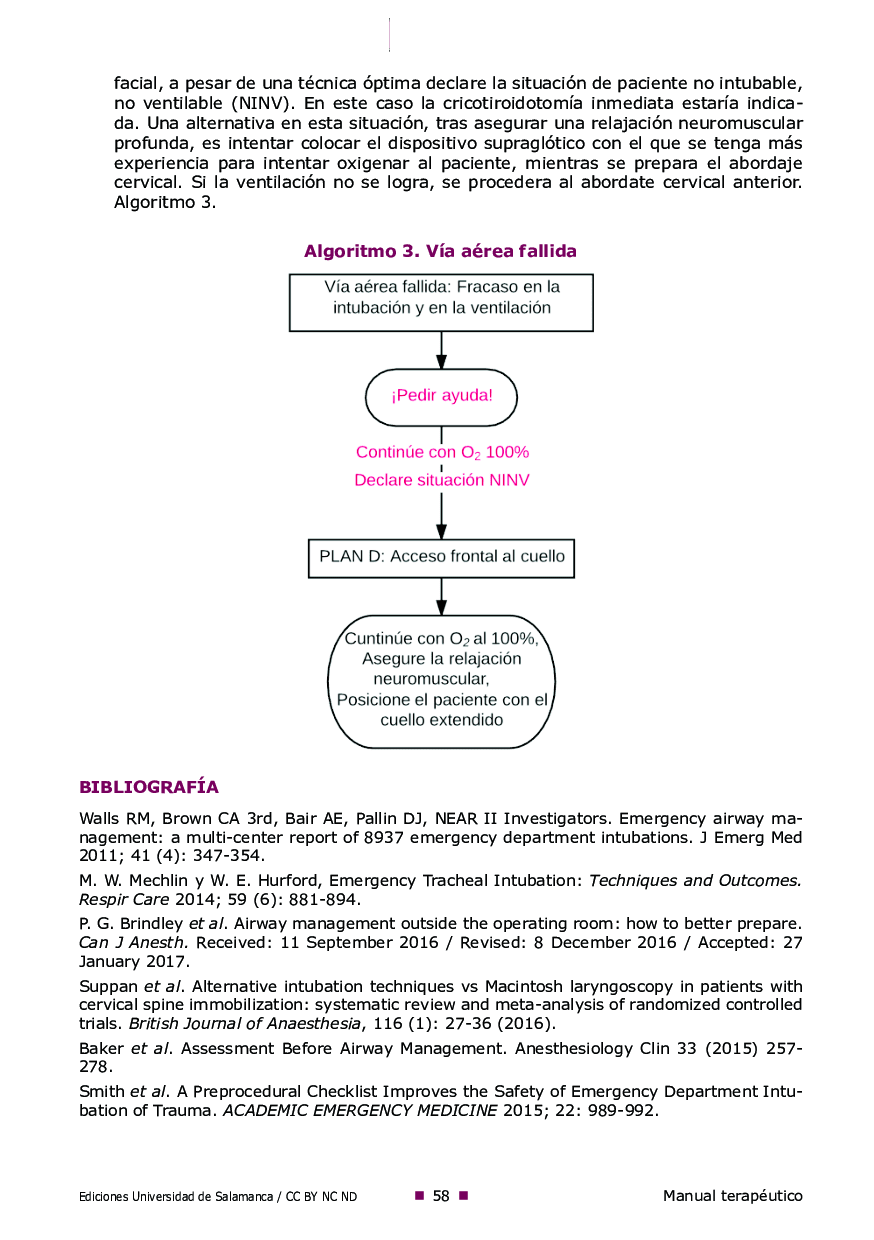 facial, a pesar de una técnica óptima declare la situación de paciente no intubable,
no ventilable (NINV). En este caso la cricotiroidotomía inmediata estaría indica-
da. Una alternativa en esta situación, tras asegurar una relajación neuromuscular
profunda, es intentar colocar el dispositivo supraglótico con el que se tenga más
experiencia para intentar oxigenar al paciente, mientras se prepara el abordaje
cervical. Si la ventilación no se logra, se procedera al abordate cervical anterior.
Algoritmo 3.
Algoritmo 3. Vía aérea fallida
Vía aérea fallida: Fracaso en la
intubación y en la ventilación
¡Pedir ayuda!
Continúe con O₂ 100%
Declare situación NINV
PLAN D: Acceso frontal al cuello
Cuntinúe con O₂ al 100%,
Asegure la relajación
neuromuscular,
Posicione el paciente con el
cuello extendido
BIBLIOGRAFÍA
Walls RM, Brown CA 3rd, Bair AE, Pallin DJ, NEAR II Investigators. Emergency airway ma-
nagement: a multi-center report of 8937 emergency department intubations. J Emerg Med
2011; 41 (4): 347-354.
M. W. Mechlin y W. E. Hurford, Emergency Tracheal Intubation: Techniques and Outcomes.
Respir Care 2014; 59 (6): 881-894.
P. G. Brindley et al. Airway management outside the operating room: how to better prepare.
Can J Anesth. Received: 11 September 2016 / Revised: 8 December 2016 / Accepted: 27
January 2017.
Suppan et al. Alternative intubation techniques vs Macintosh laryngoscopy in patients with
cervical spine immobilization: systematic review and meta-analysis of randomized controlled
trials. British Journal of Anaesthesia, 116 (1): 27-36 (2016).
Baker et al. Assessment Before Airway Management. Anesthesiology Clin 33 (2015) 257-
278.
Smith et al. A Preprocedural Checklist Improves the Safety of Emergency Department Intu-
bation of Trauma. ACADEMIC EMERGENCY MEDICINE 2015; 22: 989-992.
Ediciones Universidad de Salamanca / CC BY NC ND ■ 58 ■ Manual terapéutico